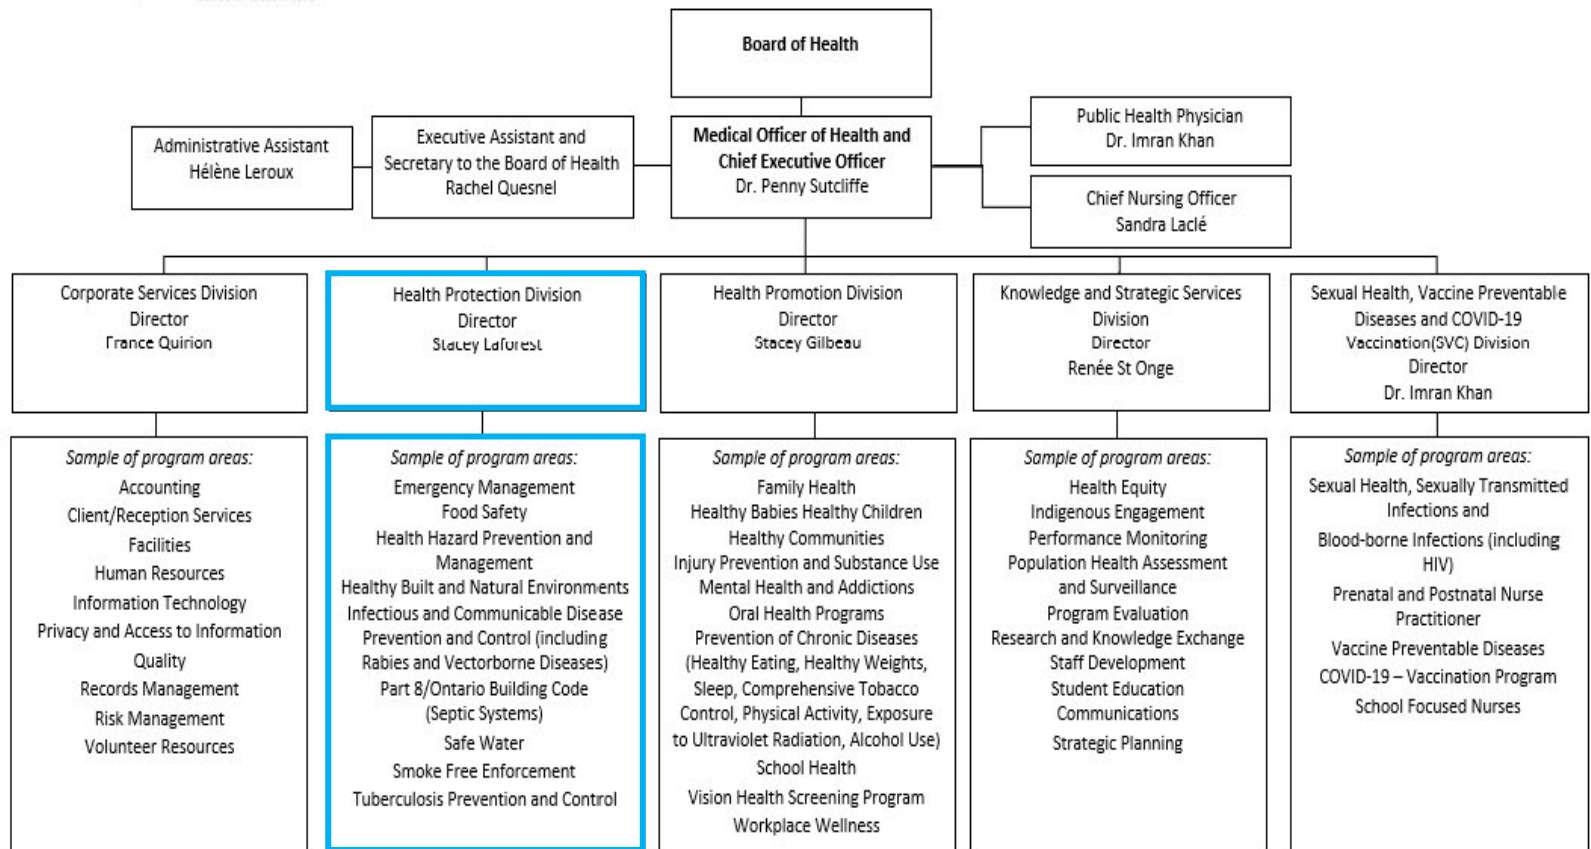 Board of Health
Administrative Assistant
Hélène Leroux
Executive Assistant and
Secretary to the Board of Health
Rachel Quesnel
Medical Officer of Health and
Chief Executive Officer
Dr. Penny Sutcliffe
Public Health Physician
Dr. Imran Khan
Chief Nursing Officer
Sandra Laclé
Corporate Services Division
Director
France Quirion
Health Protection Division
Director
Stacey Laforest
Health Promotion Division
Director
Stacey Gilbeau
Knowledge and Strategic Services
Division
Director
Renée St Onge
Sexual Health, Vaccine Preventable
Diseases and COVID-19
Vaccination(SVC) Division
Director
Dr. Imran Khan
Sample of program areas:
Accounting
Client/Reception Services
Facilities
Human Resources
Information Technology
Privacy and Access to Information
Quality
Records Management
Risk Management
Volunteer Resources
Sample of program areas:
Emergency Management
Food Safety
Health Hazard Prevention and
Management
Healthy Built and Natural Environments
Infectious and Communicable Disease
Prevention and Control (including
Rabies and Vectorborne Diseases)
Part 8/Ontario Building Code
(Septic Systems)
Safe Water
Smoke Free Enforcement
Tuberculosis Prevention and Control
Sample of program areas:
Family Health
Healthy Babies Healthy Children
Healthy Communities
Injury Prevention and Substance Use
Mental Health and Addictions
Oral Health Programs
Prevention of Chronic Diseases
(Healthy Eating, Healthy Weights,
Sleep, Comprehensive Tobacco
Control, Physical Activity, Exposure
to Ultraviolet Radiation, Alcohol Use)
School Health
Vision Health Screening Program
Workplace Wellness
Sample of program areas:
Health Equity
Indigenous Engagement
Performance Monitoring
Population Health Assessment
and Surveillance
Program Evaluation
Research and Knowledge Exchange
Staff Development
Student Education
Communications
Strategic Planning
Sample of program areas:
Sexual Health, Sexually Transmitted
Infections and
Blood-borne Infections (including
HIV)
Prenatal and Postnatal Nurse
Practitioner
Vaccine Preventable Diseases
COVID-19 – Vaccination Program
School Focused Nurses